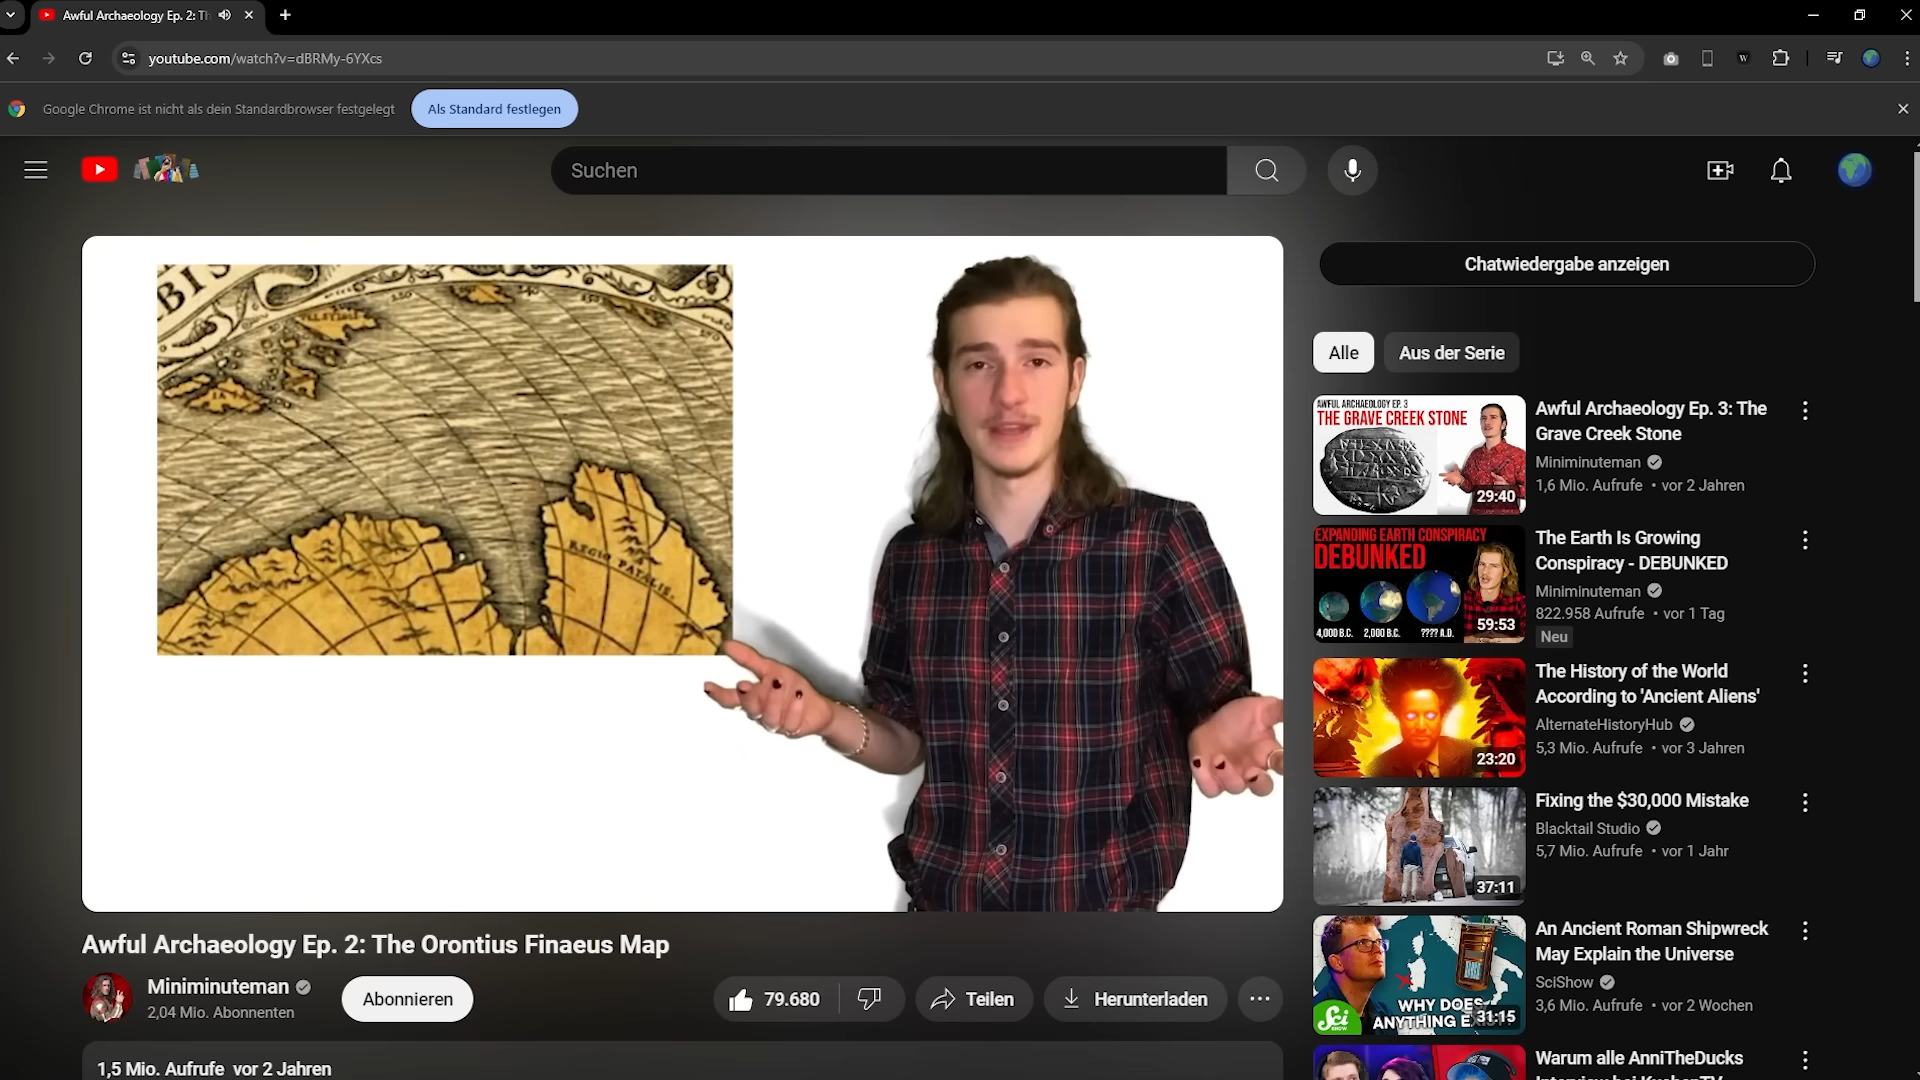 Awful Archaeology Ep. 2: Th
youtube.com/watch?v=dBRMy-6YXcs
Google Chrome ist nicht als dein Standardbrowser festgelegt
Als Standard festlegen
Suchen
BIS
REGIO PATALIS.
Chatwiedergabe anzeigen
Alle
Aus der Serie
AWFUL ARCHAEOLOGY EP. 3
THE GRAVE CREEK STONE
29:40
Awful Archaeology Ep. 3: The
Grave Creek Stone
Miniminuteman
1,6 Mio. Aufrufe • vor 2 Jahren
EXPANDING EARTH CONSPIRACY
DEBUNKED
4,000 B.C. 2,000 B.C. ???? A.D.
59:53
The Earth Is Growing
Conspiracy - DEBUNKED
Miniminuteman
822.958 Aufrufe • vor 1 Tag
Neu
23:20
The History of the World
According to 'Ancient Aliens'
AlternateHistoryHub
5,3 Mio. Aufrufe • vor 3 Jahren
37:11
Fixing the $30,000 Mistake
Blacktail Studio
5,7 Mio. Aufrufe • vor 1 Jahr
Sci
SHOW
WHY DOES
ANYTHING
31:15
An Ancient Roman Shipwreck
May Explain the Universe
SciShow
3,6 Mio. Aufrufe • vor 2 Wochen
Warum alle AnniTheDucks
Awful Archaeology Ep. 2: The Orontius Finaeus Map
Miniminuteman
2,04 Mio. Abonnenten
Abonnieren
79.680
Teilen
Herunterladen
1,5 Mio. Aufrufe vor 2 Jahren